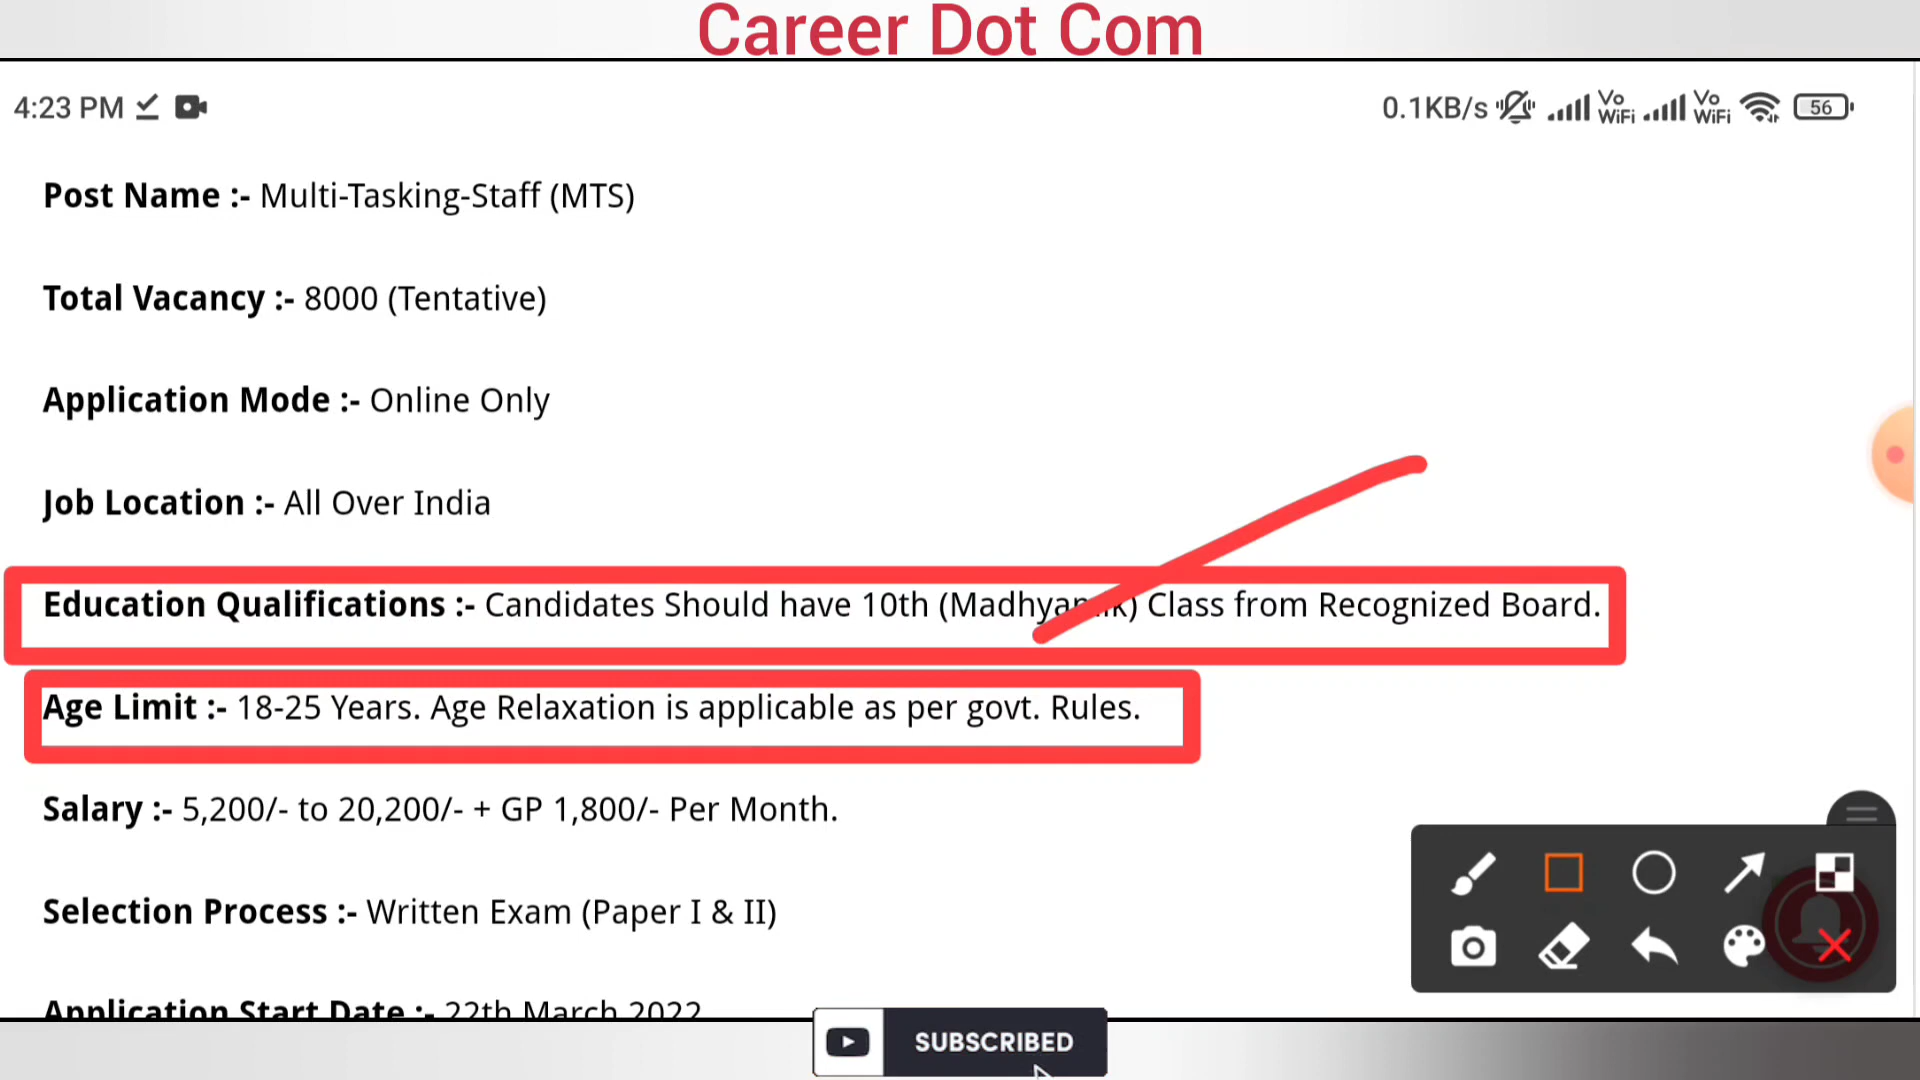 Career Dot Com
4:23 PM 0.1KB/s Vo WiFi Vo WiFi 56
Post Name :- Multi-Tasking-Staff (MTS)
Total Vacancy :- 8000 (Tentative)
Application Mode :- Online Only
Job Location :- All Over India
Education Qualifications :- Candidates Should have 10th (Madhyamik) Class from Recognized Board.
Age Limit :- 18-25 Years. Age Relaxation is applicable as per govt. Rules.
Salary :- 5,200/- to 20,200/- + GP 1,800/- Per Month.
Selection Process :- Written Exam (Paper I & II)
Application Start Date :- 22th March 2022
SUBSCRIBED